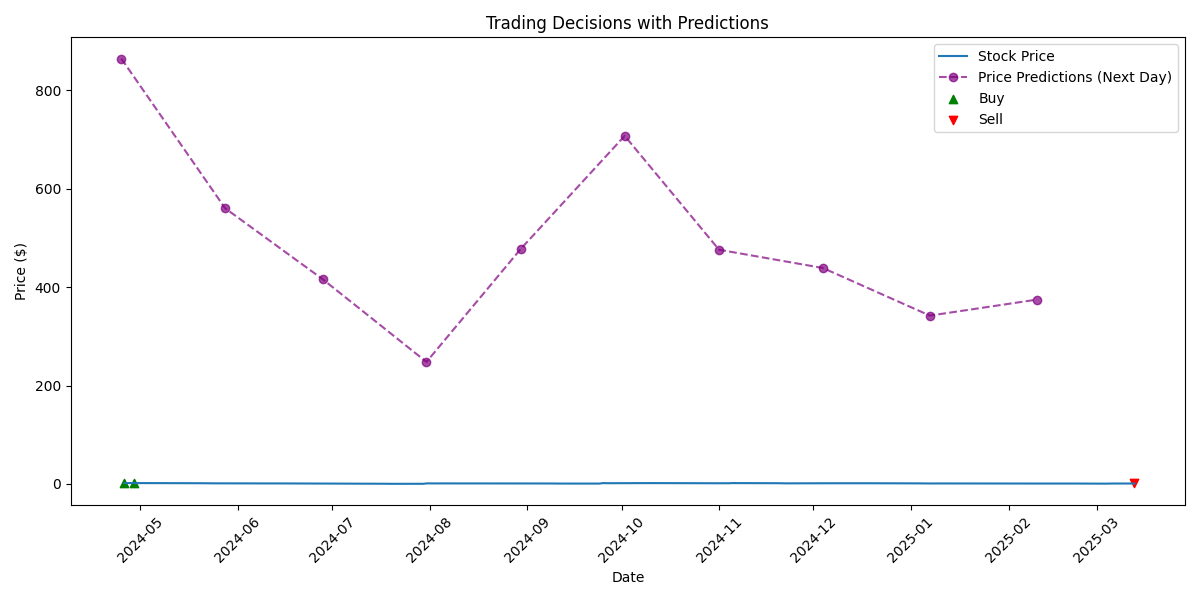 Trading Decisions with Predictions
Stock Price
Price Predictions (Next Day)
Buy
Sell
Price ($)
800
600
400
200
0
2024-05
2024-06
2024-07
2024-08
2024-09
2024-10
2024-11
2024-12
2025-01
2025-02
2025-03
Date